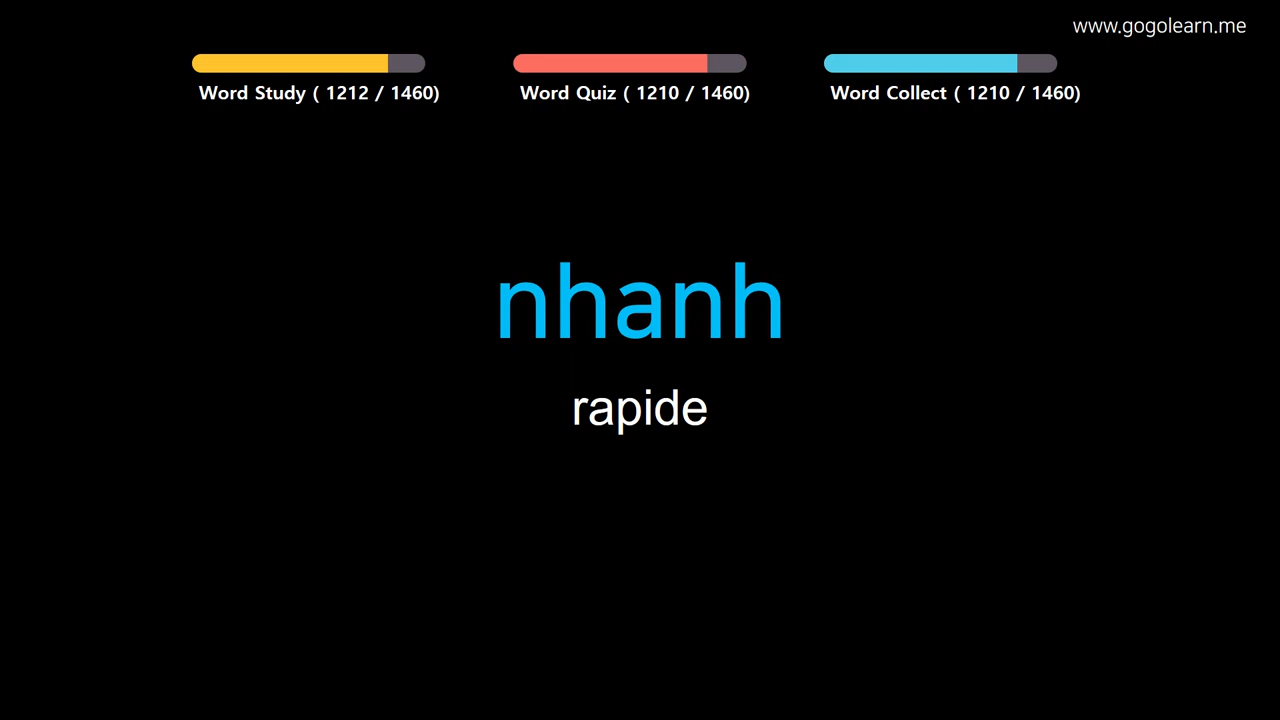 www.gogolearn.me
Word Study ( 1212 / 1460)
Word Quiz ( 1210 / 1460)
Word Collect ( 1210 / 1460)
nhanh
rapide